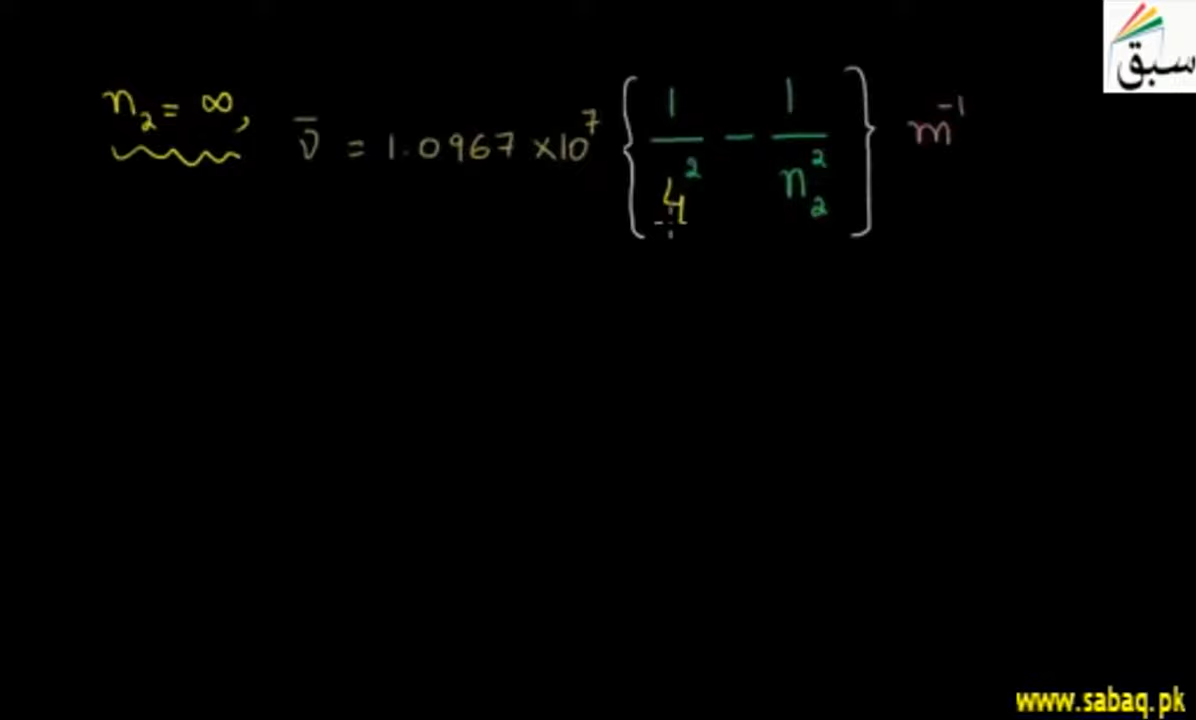 سبق
n₂ = ∞, ν̄ = 1.0967 ×10⁷ { 1/4² − 1/n₂² } m⁻¹
www.sabaq.pk